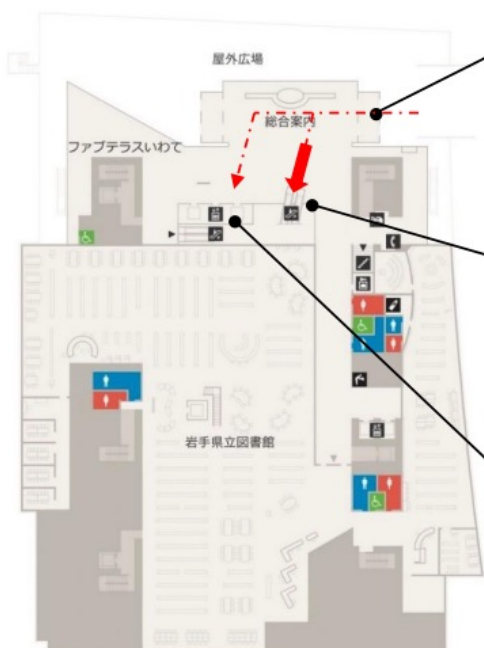 屋外広場
総合案内
ファブテラスいわて
岩手県立図書館